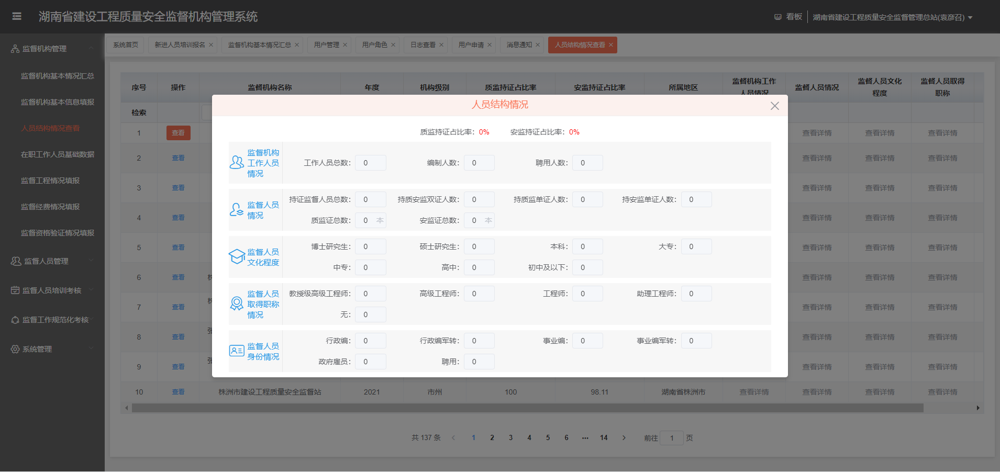 湖南省建设工程质量安全监督机构管理系统
看板
湖南省建设工程质量安全监督管理总站(袁彦召)
监督机构管理
监督机构基本情况汇总
监督机构基本信息填报
人员结构情况查看
在职工作人员基础数据
监督工程情况填报
监督经费情况填报
监督资格验证情况填报
监督人员管理
监督人员培训考核
监督工作规范化考核
系统管理
系统首页 新进人员培训报名 监督机构基本情况汇总 用户管理 用户角色 日志查看 用户申请 消息通知 人员结构情况查看
序号 操作 监督机构名称 年度 机构级别 质监持证占比率 安监持证占比率 所属地区 监督机构工作人员情况 监督人员情况 监督人员文化程度 监督人员取得职称
检索
1 查看 查看详情 查看详情 查看详情
2 查看 查看详情 查看详情 查看详情
3 查看 查看详情 查看详情 查看详情
4 查看 查看详情 查看详情 查看详情
5 查看 查看详情 查看详情 查看详情
6 查看 株 查看详情 查看详情 查看详情
7 查看 株 查看详情 查看详情 查看详情
8 查看 张 查看详情 查看详情 查看详情
9 查看 张 查看详情 查看详情 查看详情
10 查看 株洲市建设工程质量安全监督站 2021 市州 100 98.11 湖南省株洲市 查看详情 查看详情 查看详情 查看详情
共 137 条 1 2 3 4 5 6 ··· 14 前往 1 页
人员结构情况
质监持证占比率：0% 安监持证占比率：0%
监督机构
工作人员
情况
工作人员总数： 0 编制人数： 0 聘用人数： 0
监督人员
情况
持证监督人员总数： 0 持质安监双证人数： 0 持质监单证人数： 0 持安监单证人数： 0
质监证总数： 0 本 安监证总数： 0 本
监督人员
文化程度
博士研究生： 0 硕士研究生： 0 本科： 0 大专： 0
中专： 0 高中： 0 初中及以下： 0
监督人员
取得职称
情况
教授级高级工程师： 0 高级工程师： 0 工程师： 0 助理工程师： 0
无： 0
监督人员
身份情况
行政编： 0 行政编军转： 0 事业编： 0 事业编军转： 0
政府雇员： 0 聘用： 0